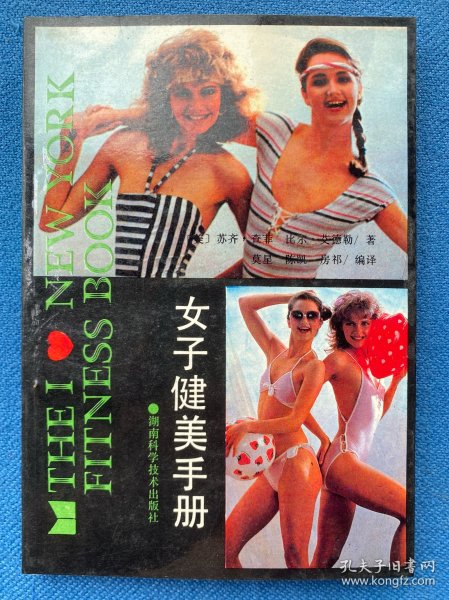 THE I ♥ NEW YORK
FITNESS BOOK
〔美〕苏齐·查菲 比尔·艾德勒/著
莫星 陈凯 房祁/编译
女子健美手册
●湖南科学技术出版社
孔夫子旧书网
www.kongfz.com